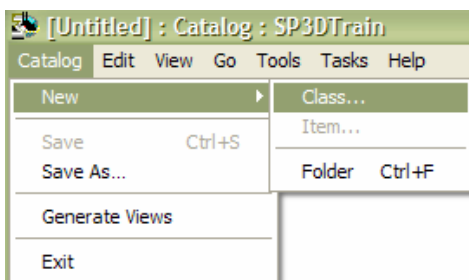 [Untitled] : Catalog : SP3DTrain
Catalog Edit View Go Tools Tasks Help
New
Class...
Item...
Save Ctrl+S
Save As...
Folder Ctrl+F
Generate Views
Exit